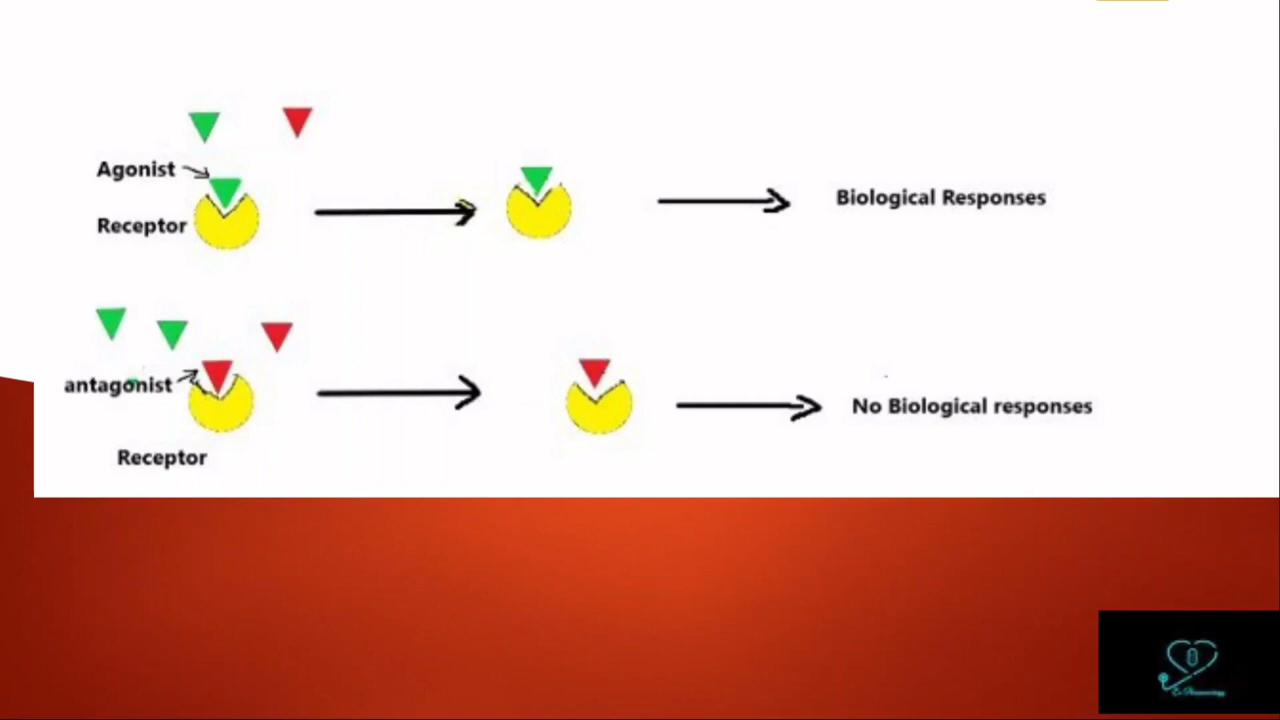 Agonist
Receptor
Biological Responses
antagonist
No Biological responses
Receptor